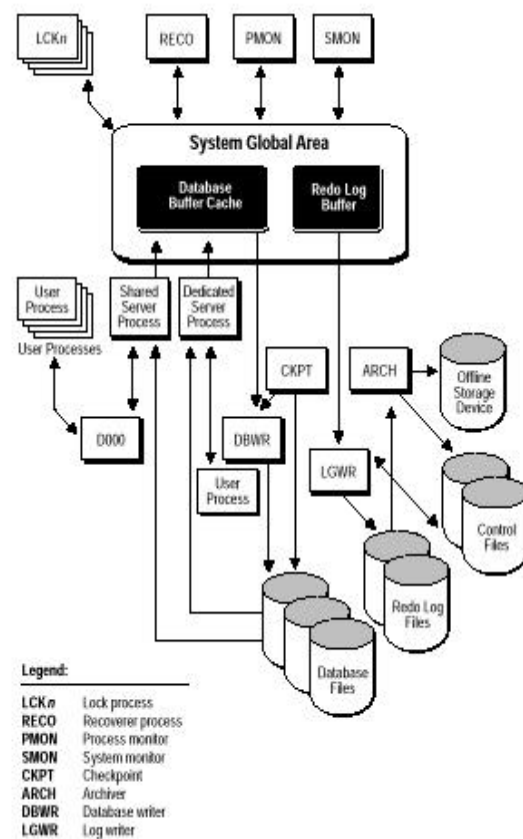 LCKn
RECO
PMON
SMON
System Global Area
Database
Buffer Cache
Redo Log
Buffer
User
Process
User Processes
Shared
Server
Process
Dedicated
Server
Process
CKPT
ARCH
Offline
Storage
Device
D000
DBWR
User
Process
LGWR
Control
Files
Redo Log
Files
Database
Files
Legend:
LCKn Lock process
RECO Recoverer process
PMON Process monitor
SMON System monitor
CKPT Checkpoint
ARCH Archiver
DBWR Database writer
LGWR Log writer